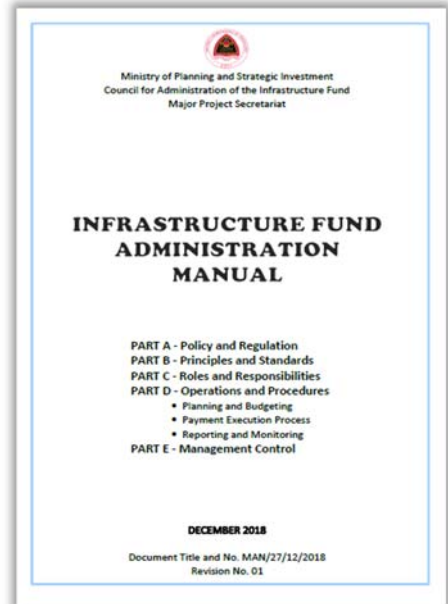 Ministry of Planning and Strategic Investment
Council for Administration of the Infrastructure Fund
Major Project Secretariat
INFRASTRUCTURE FUND
ADMINISTRATION
MANUAL
PART A - Policy and Regulation
PART B - Principles and Standards
PART C - Roles and Responsibilities
PART D - Operations and Procedures
• Planning and Budgeting
• Payment Execution Process
• Reporting and Monitoring
PART E - Management Control
DECEMBER 2018
Document Title and No. MAN/27/12/2018
Revision No. 01